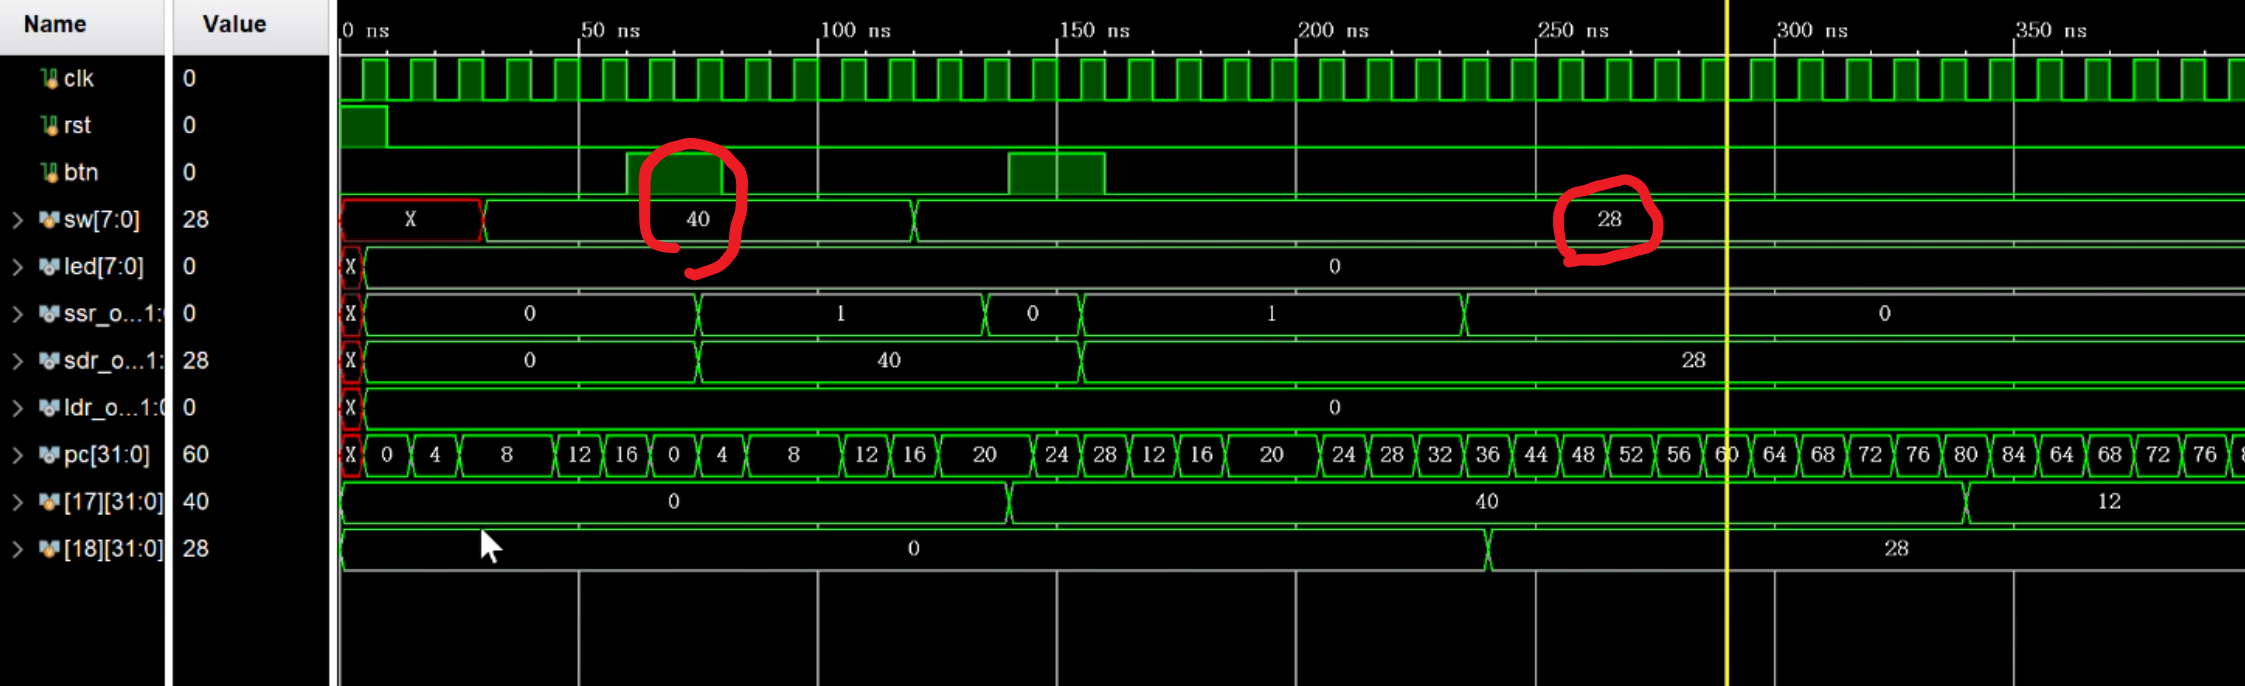 Name Value 0 ns 50 ns 100 ns 150 ns 200 ns 250 ns 300 ns 350 ns
clk 0
rst 0
btn 0
sw[7:0] 28 X 40 28
led[7:0] 0 X 0
ssr_o...1: 0 X 0 1 0 1 0
sdr_o...1: 28 X 0 40 28
ldr_o...1:0 0 X 0
pc[31:0] 60 X 0 4 8 12 16 0 4 8 12 16 20 24 28 12 16 20 24 28 32 36 44 48 52 56 60 64 68 72 76 80 84 64 68 72 76
[17][31:0] 40 0 40 12
[18][31:0] 28 0 28